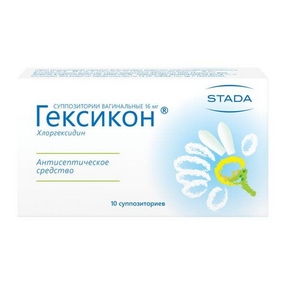 STADA
СУППОЗИТОРИИ ВАГИНАЛЬНЫЕ 16 мг
Гексикон®
Хлоргексидин
Антисептическое
средство
10 суппозиториев